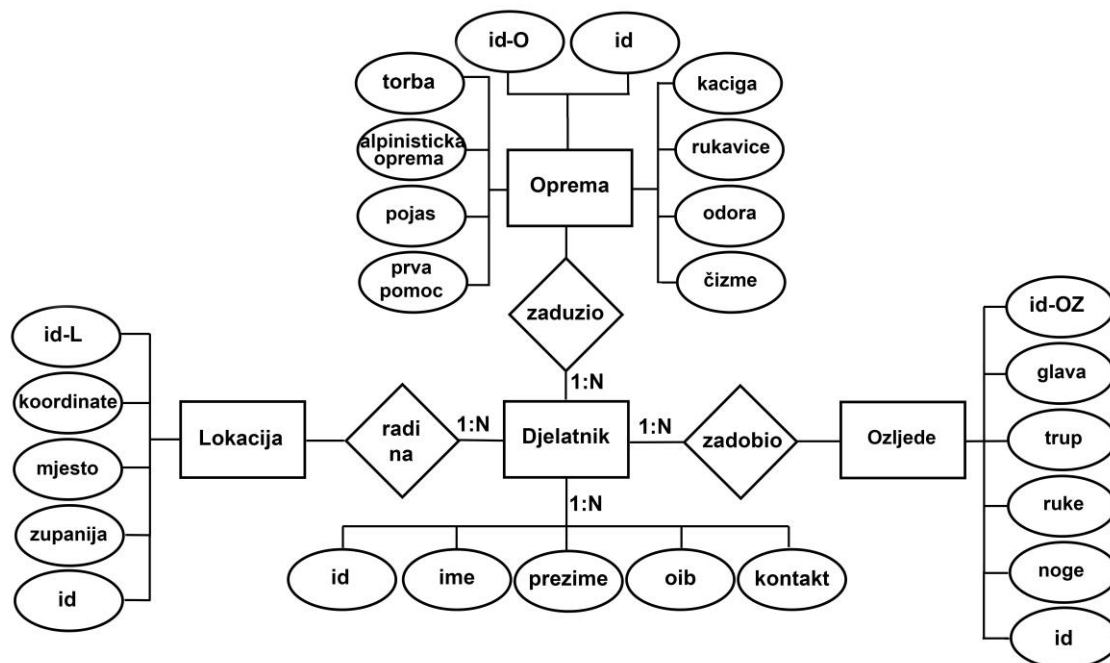 id-O
id
torba
kaciga
alpinisticka
oprema
rukavice
Oprema
pojas
odora
prva
pomoc
čizme
zaduzio
id-L
id-OZ
koordinate
glava
1:N
Lokacija
radi
na
1:N
Djelatnik
1:N
zadobio
Ozljede
trup
mjesto
1:N
zupanija
ruke
id
ime
prezime
oib
kontakt
noge
id
id